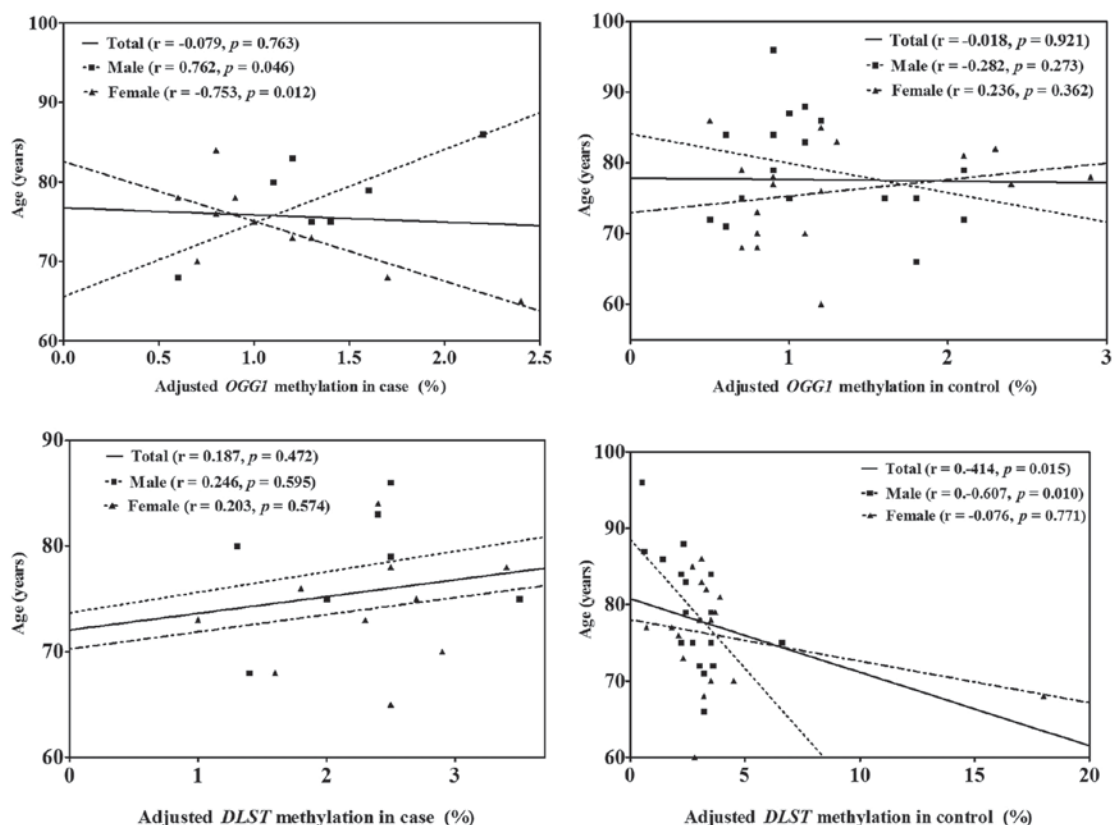 100
90
80
70
60
Age (years)
Total (r = -0.079, p = 0.763)
Male (r = 0.762, p = 0.046)
Female (r = -0.753, p = 0.012)
0.0 0.5 1.0 1.5 2.0 2.5
Adjusted OGG1 methylation in case (%)
100
90
80
70
60
Age (years)
Total (r = -0.018, p = 0.921)
Male (r = -0.282, p = 0.273)
Female (r = 0.236, p = 0.362)
0 1 2 3
Adjusted OGG1 methylation in control (%)
90
80
70
60
Age (years)
Total (r = 0.187, p = 0.472)
Male (r = 0.246, p = 0.595)
Female (r = 0.203, p = 0.574)
0 1 2 3
Adjusted DLST methylation in case (%)
100
90
80
70
60
Age (years)
Total (r = 0.-414, p = 0.015)
Male (r = 0.-0.607, p = 0.010)
Female (r = -0.076, p = 0.771)
0 5 10 15 20
Adjusted DLST methylation in control (%)